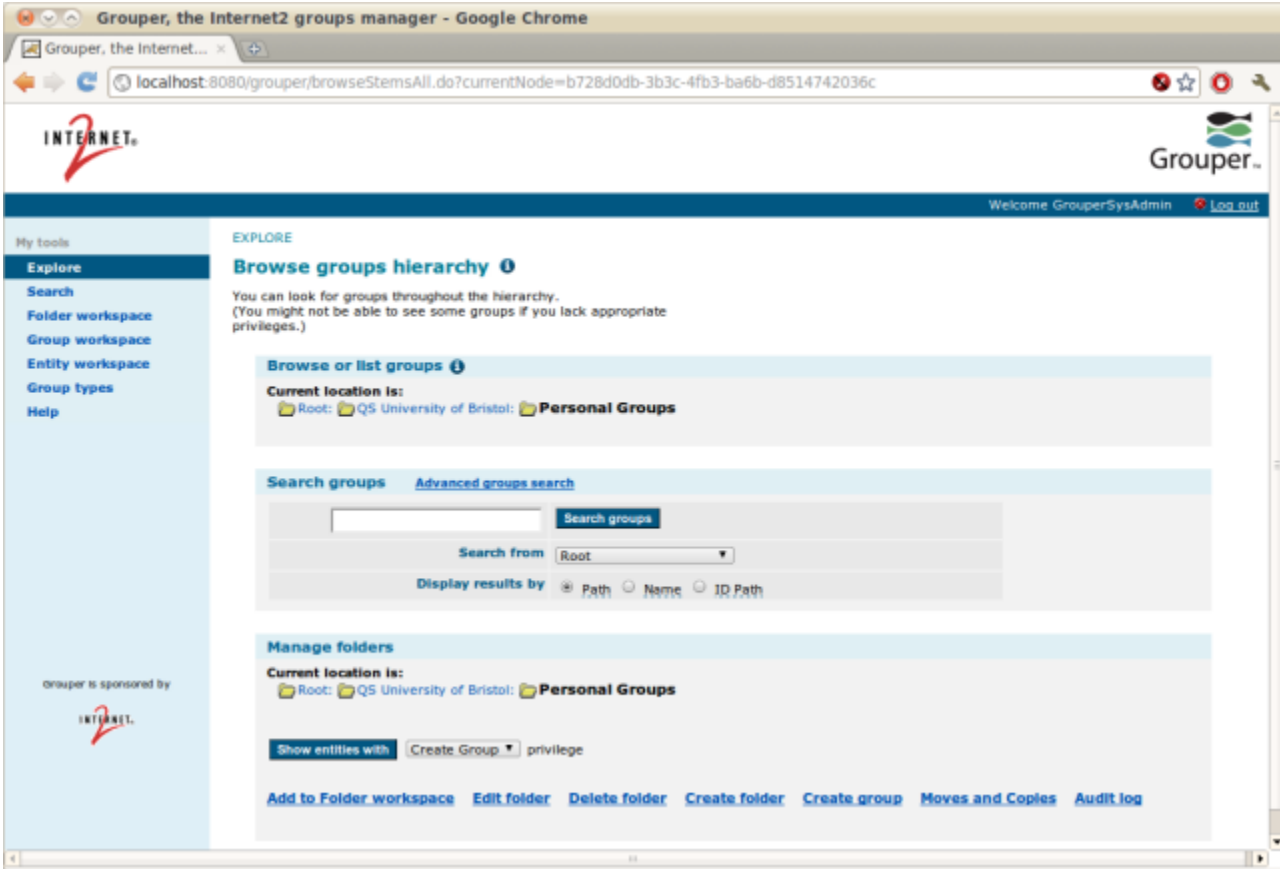 Grouper, the Internet2 groups manager - Google Chrome
Grouper, the Internet...
localhost:8080/grouper/browseStemsAll.do?currentNode=b728d0db-3b3c-4fb3-ba6b-d8514742036c
INTERNET 2 ®
Grouper™
Welcome GrouperSysAdmin Log out
My tools
Explore
Search
Folder workspace
Group workspace
Entity workspace
Group types
Help
Grouper is sponsored by
INTERNET 2
EXPLORE
Browse groups hierarchy
You can look for groups throughout the hierarchy.
(You might not be able to see some groups if you lack appropriate
privileges.)
Browse or list groups
Current location is:
Root: QS University of Bristol: Personal Groups
Search groups Advanced groups search
Search groups
Search from Root
Display results by Path Name ID Path
Manage folders
Current location is:
Root: QS University of Bristol: Personal Groups
Show entities with Create Group privilege
Add to Folder workspace Edit folder Delete folder Create folder Create group Moves and Copies Audit log